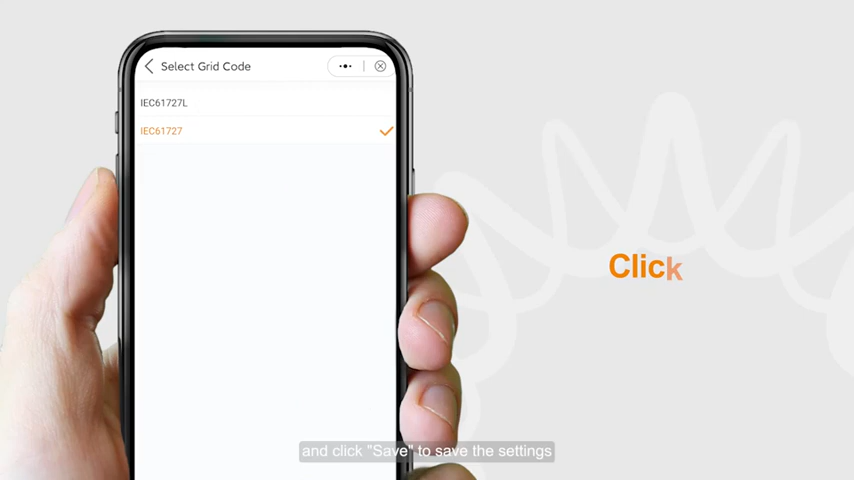 Select Grid Code
IEC61727L
IEC61727
Click
and click "Save" to save the settings